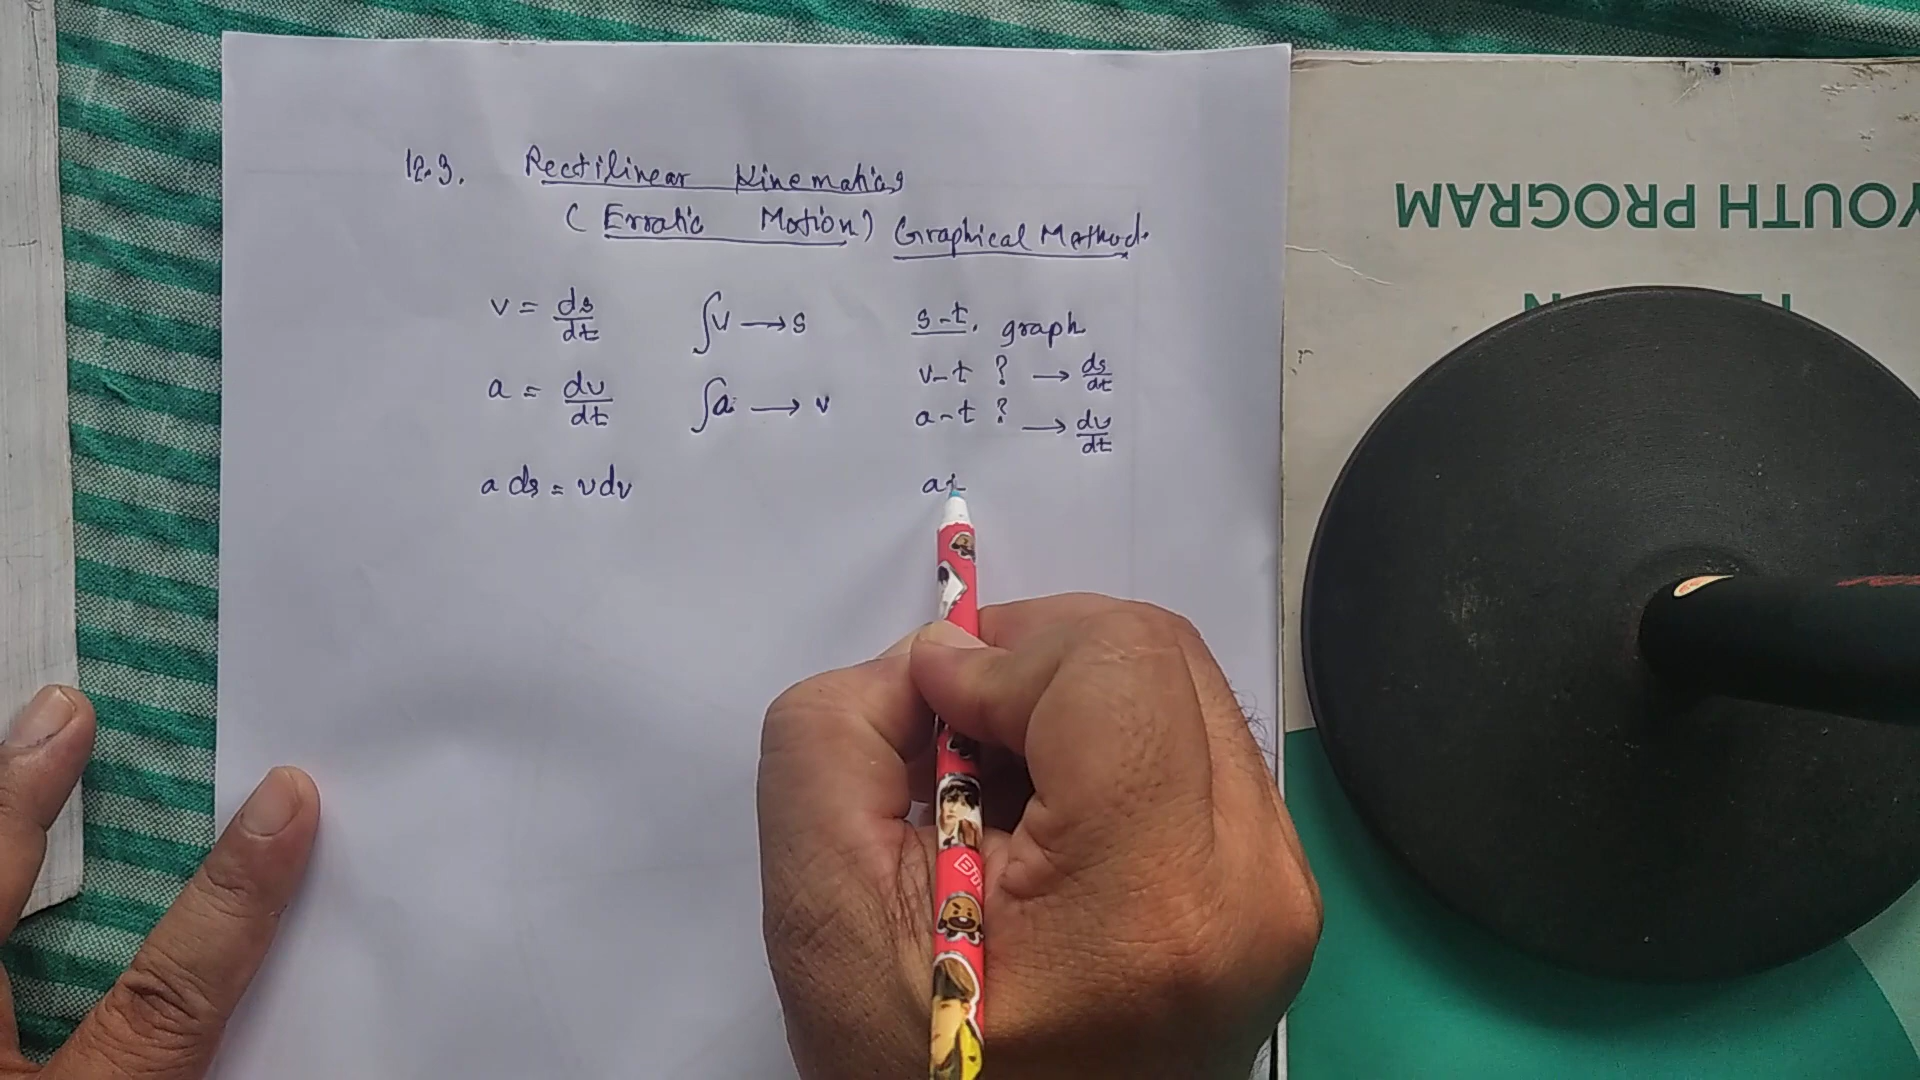 12.3. Rectilinear Kinematics
(Erratic Motion) Graphical Method.
v = ds/dt ∫v → s s-t. graph
v-t ? → ds/dt
a = dv/dt ∫a → v a-t ? → dv/dt
a ds = v dv at
YOUTH PROGRAM